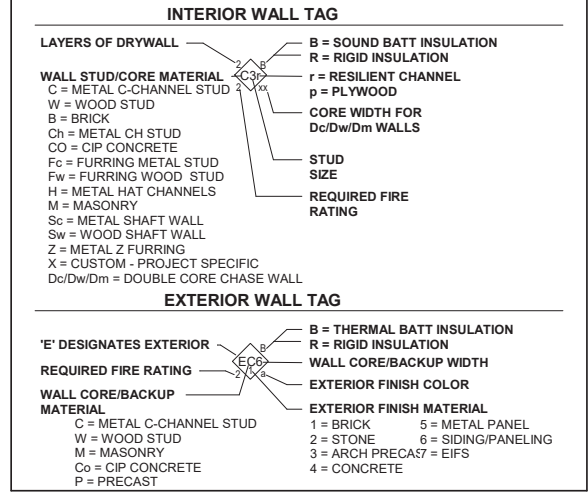 INTERIOR WALL TAG
LAYERS OF DRYWALL
WALL STUD/CORE MATERIAL
C = METAL C-CHANNEL STUD
W = WOOD STUD
B = BRICK
Ch = METAL CH STUD
CO = CIP CONCRETE
Fc = FURRING METAL STUD
Fw = FURRING WOOD STUD
H = METAL HAT CHANNELS
M = MASONRY
Sc = METAL SHAFT WALL
Sw = WOOD SHAFT WALL
Z = METAL Z FURRING
X = CUSTOM - PROJECT SPECIFIC
Dc/Dw/Dm = DOUBLE CORE CHASE WALL
2 B
C3r
2 xx
B = SOUND BATT INSULATION
R = RIGID INSULATION
r = RESILIENT CHANNEL
p = PLYWOOD
CORE WIDTH FOR
Dc/Dw/Dm WALLS
STUD
SIZE
REQUIRED FIRE
RATING
EXTERIOR WALL TAG
'E' DESIGNATES EXTERIOR
REQUIRED FIRE RATING
WALL CORE/BACKUP
MATERIAL
C = METAL C-CHANNEL STUD
W = WOOD STUD
M = MASONRY
Co = CIP CONCRETE
P = PRECAST
B
EC6
2 1 a
B = THERMAL BATT INSULATION
R = RIGID INSULATION
WALL CORE/BACKUP WIDTH
EXTERIOR FINISH COLOR
EXTERIOR FINISH MATERIAL
1 = BRICK 5 = METAL PANEL
2 = STONE 6 = SIDING/PANELING
3 = ARCH PRECAS7 = EIFS
4 = CONCRETE